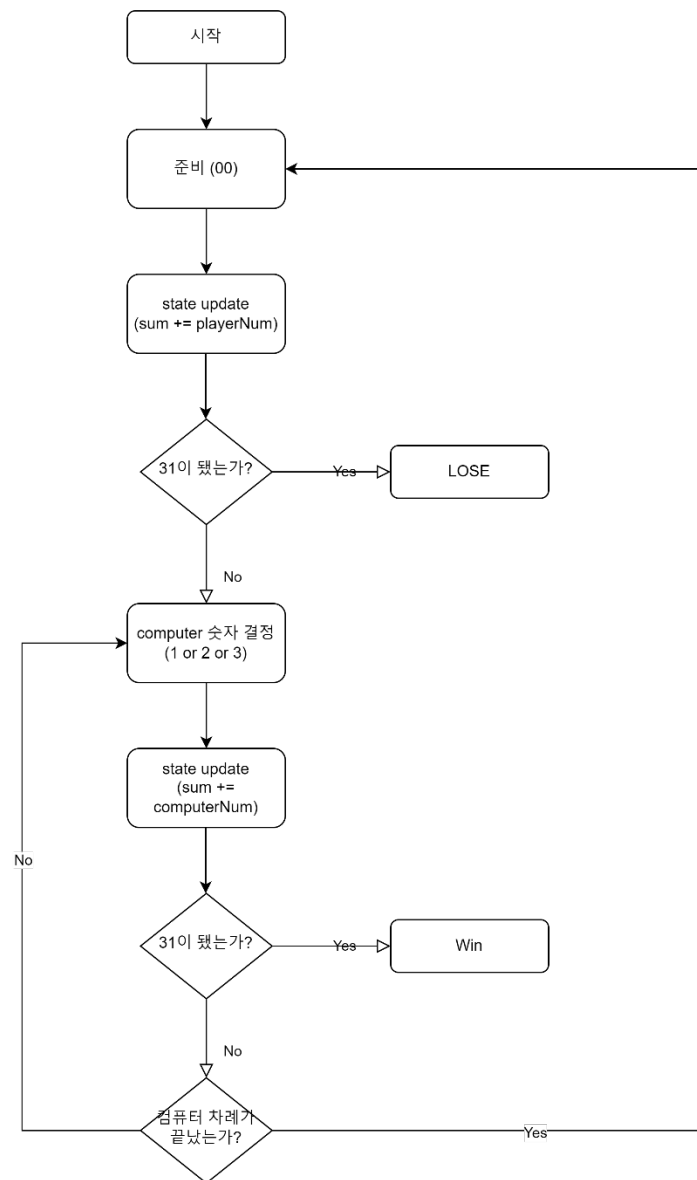 시작
준비 (00)
state update
(sum += playerNum)
31이 됐는가?
Yes
LOSE
No
computer 숫자 결정
(1 or 2 or 3)
state update
(sum +=
computerNum)
No
31이 됐는가?
Yes
Win
No
컴퓨터 차례가
끝났는가?
Yes